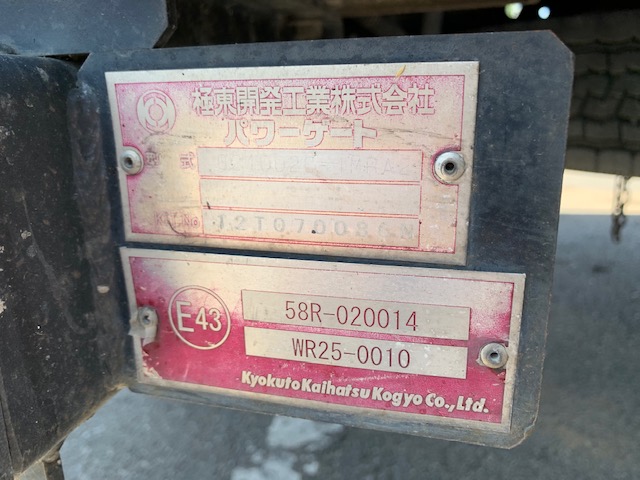 極東開発工業株式会社
パワーゲート
型 式
12T070086N
E43
58R-020014
WR25-0010
Kyokuto Kaihatsu Kogyo Co., Ltd.